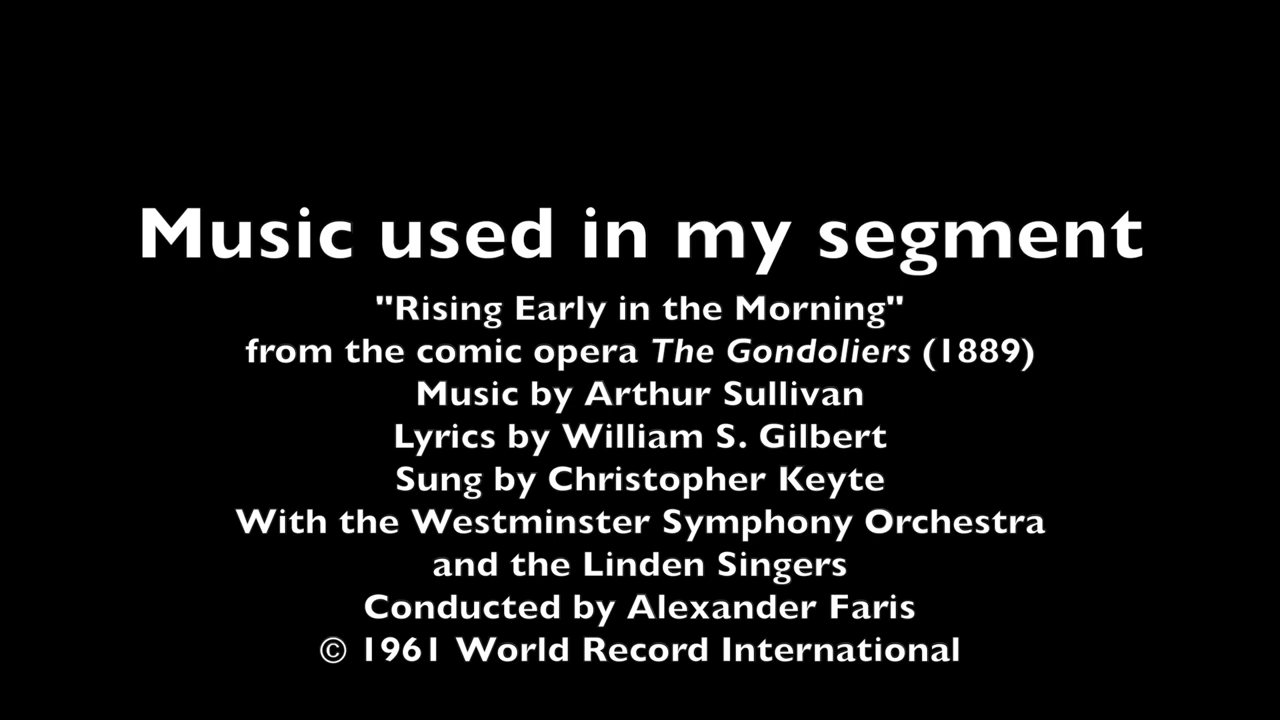 Music used in my segment
"Rising Early in the Morning"
from the comic opera The Gondoliers (1889)
Music by Arthur Sullivan
Lyrics by William S. Gilbert
Sung by Christopher Keyte
With the Westminster Symphony Orchestra
and the Linden Singers
Conducted by Alexander Faris
© 1961 World Record International